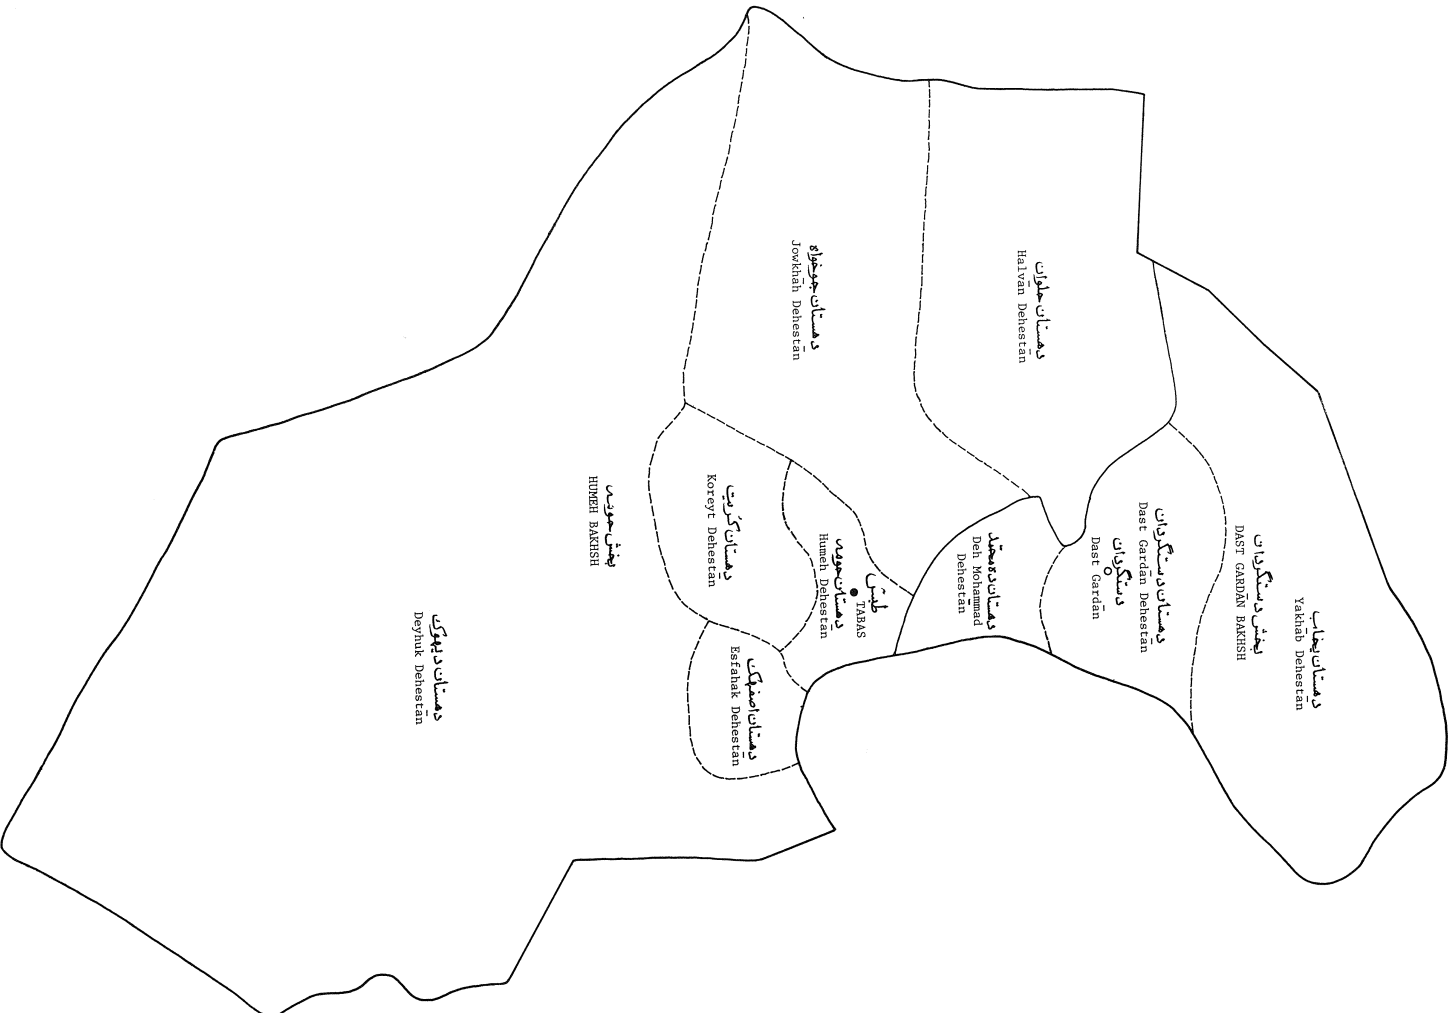 دهستان یخاب
Yakhāb Dehestān
بخش دستگردان
DAST GARDĀN BAKHSH
دهستان دستگردان
Dast Gardān Dehestān
دستگردان
Dast Gardān
دهستان حلوان
Halvān Dehestān
دهستان ده محمد
Deh Mohammad
Dehestān
طبس
TABAS
دهستان حومه
Humeh Dehestān
دهستان جوخواه
Jowkhāh Dehestān
دهستان کریت
Koreyt Dehestān
دهستان اصفهک
Esfahak Dehestān
بخش حومه
HUMEH BAKHSH
دهستان دیهوک
Deyhuk Dehestān